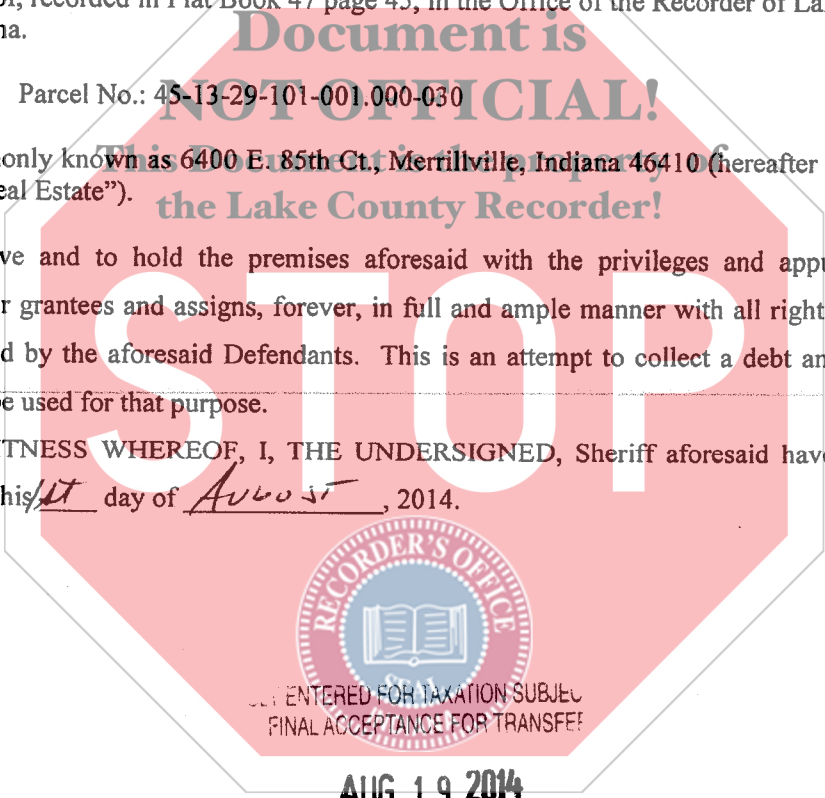 recorded in Plat Book 47 page 45, in the Office of the Recorder of La
na.
Document is
NOT OFFICIAL!
Parcel No.: 45-13-29-101-001.000-030
This Document is the property of
only known as 6400 E. 85th Ct., Merrillville, Indiana 46410 (hereafter
eal Estate”).
the Lake County Recorder!
ve and to hold the premises aforesaid with the privileges and appu
r grantees and assigns, forever, in full and ample manner with all right
d by the aforesaid Defendants. This is an attempt to collect a debt an
e used for that purpose.
STOP
TNESS WHEREOF, I, THE UNDERSIGNED, Sheriff aforesaid have
his 1st day of August, 2014.
RECORDER'S OFFICE
SEAL
ENTERED FOR TAXATION SUBJEC
FINAL ACCEPTANCE FOR TRANSFER
AUG 19 2014